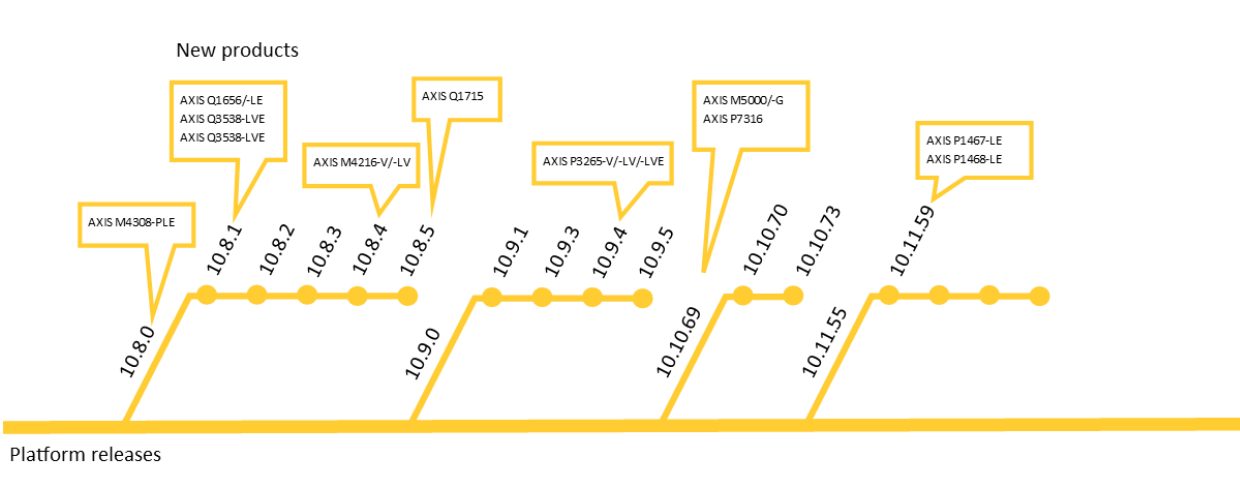 New products
AXIS Q1656/-LE
AXIS Q3538-LVE
AXIS Q3538-LVE
AXIS Q1715
AXIS M5000/-G
AXIS P7316
AXIS M4216-V/-LV
AXIS P3265-V/-LV/-LVE
AXIS P1467-LE
AXIS P1468-LE
AXIS M4308-PLE
10.8.0
10.8.1
10.8.2
10.8.3
10.8.4
10.8.5
10.9.0
10.9.1
10.9.3
10.9.4
10.9.5
10.10.69
10.10.70
10.10.73
10.11.55
10.11.59
Platform releases